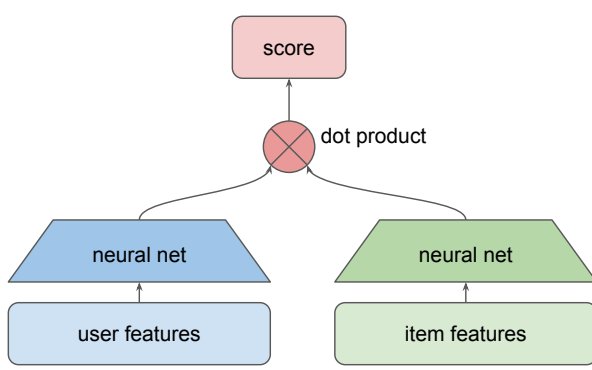 score
dot product
neural net
neural net
user features
item features